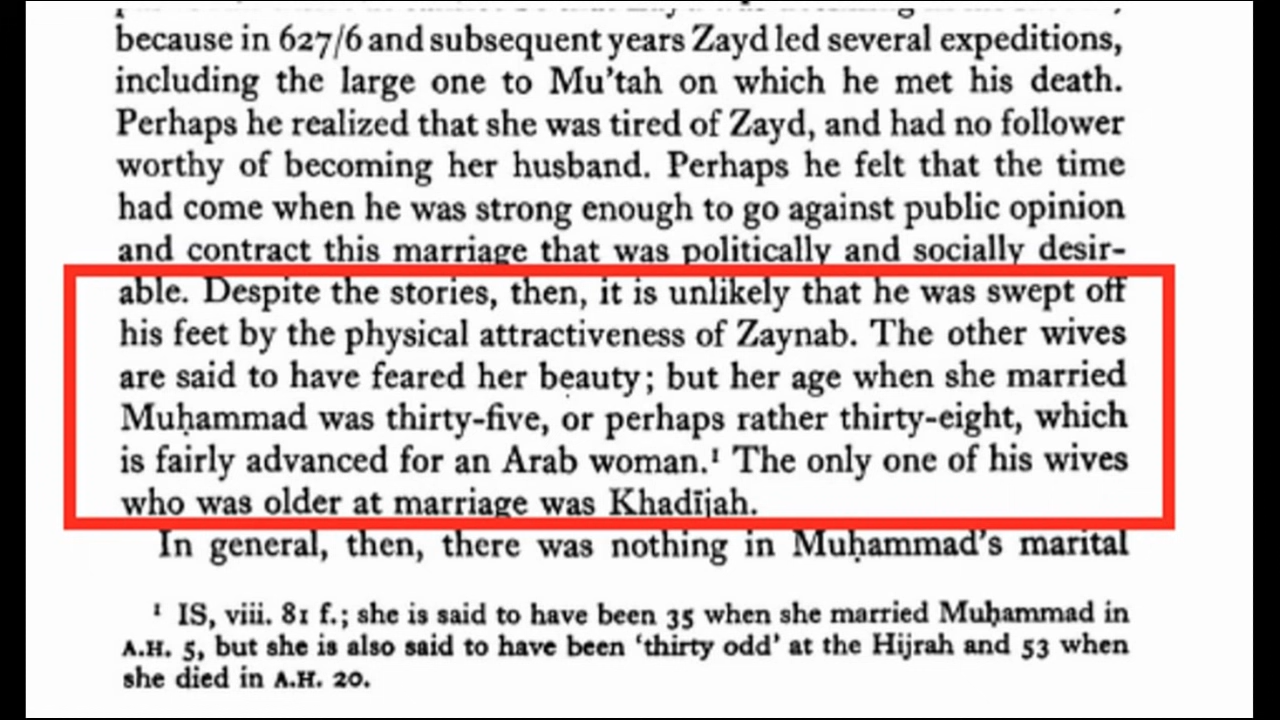 because in 627/6 and subsequent years Zayd led several expeditions,
including the large one to Mu'tah on which he met his death.
Perhaps he realized that she was tired of Zayd, and had no follower
worthy of becoming her husband. Perhaps he felt that the time
had come when he was strong enough to go against public opinion
and contract this marriage that was politically and socially desir-
able. Despite the stories, then, it is unlikely that he was swept off
his feet by the physical attractiveness of Zaynab. The other wives
are said to have feared her beauty; but her age when she married
Muḥammad was thirty-five, or perhaps rather thirty-eight, which
is fairly advanced for an Arab woman.¹ The only one of his wives
who was older at marriage was Khadījah.
In general, then, there was nothing in Muḥammad's marital
¹ IS, viii. 81 f.; she is said to have been 35 when she married Muḥammad in
A.H. 5, but she is also said to have been 'thirty odd' at the Hijrah and 53 when
she died in A.H. 20.